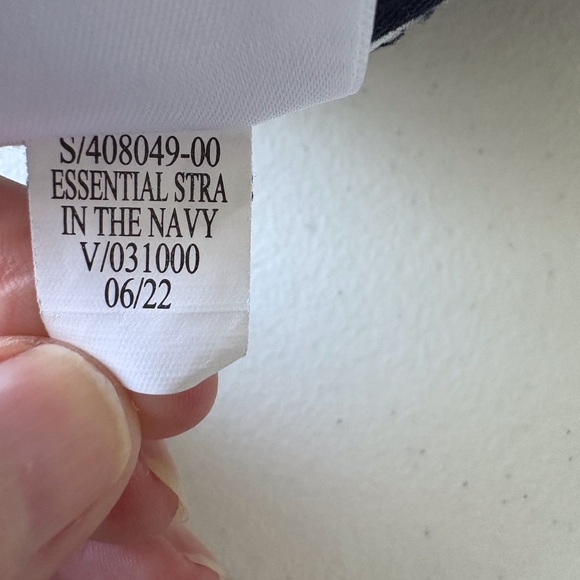 S/408049-00
ESSENTIAL STRA
IN THE NAVY
V/031000
06/22